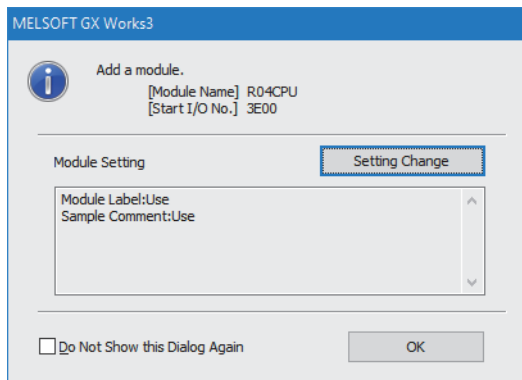 MELSOFT GX Works3
Add a module.
[Module Name] R04CPU
[Start I/O No.] 3E00
Module Setting
Setting Change
Module Label:Use
Sample Comment:Use
Do Not Show this Dialog Again
OK